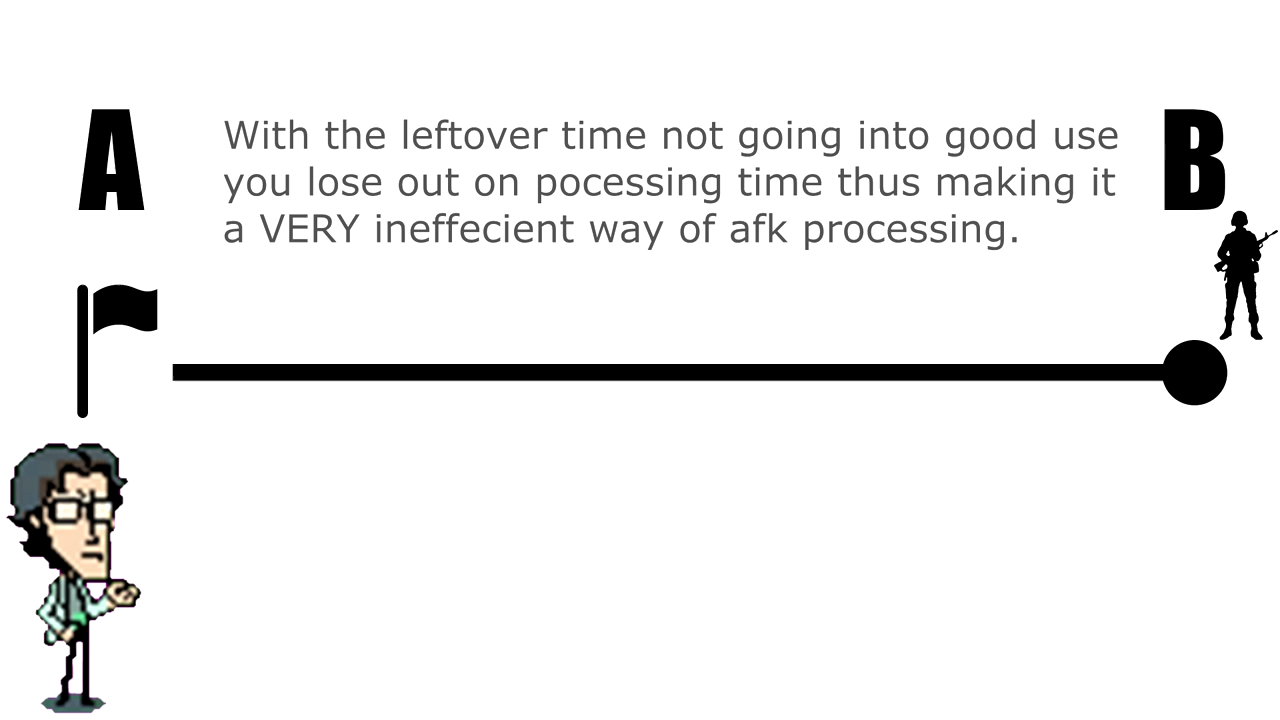 A
With the leftover time not going into good use
you lose out on pocessing time thus making it
a VERY ineffecient way of afk processing.
B